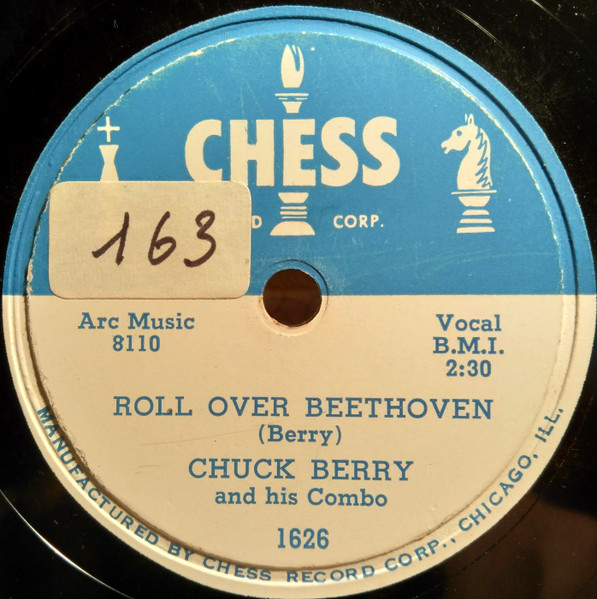 CHESS
D CORP.
163
Arc Music
8110
Vocal
B.M.I.
2:30
ROLL OVER BEETHOVEN
(Berry)
CHUCK BERRY
and his Combo
1626
MANUFACTURED BY CHESS RECORD CORP., CHICAGO, ILL.